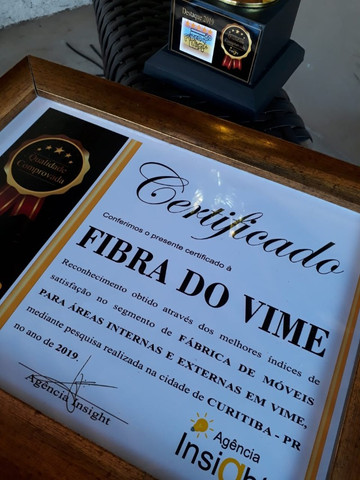 Destaque 2019
Qualidade
Comprovada
Certificado
Conferimos o presente certificado à
FIBRA DO VIME
Reconhecimento obtido através dos melhores índices de
satisfação no segmento de FÁBRICA DE MÓVEIS
PARA ÁREAS INTERNAS E EXTERNAS EM VIME,
mediante pesquisa realizada na cidade de CURITIBA - PR
no ano de 2019.
Agência Insight
Agência
Insight